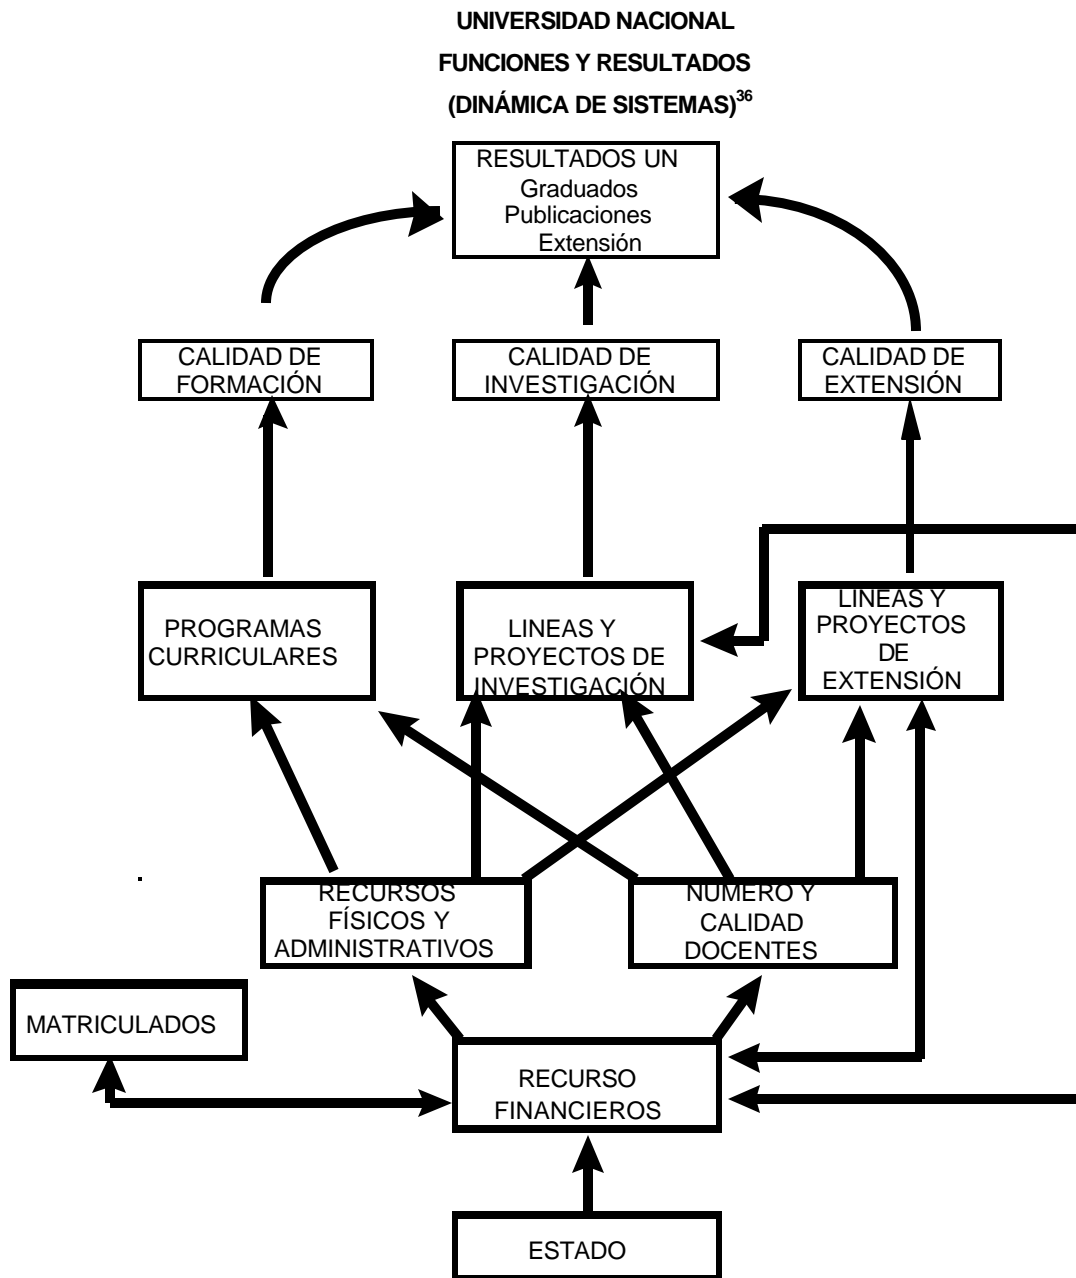 UNIVERSIDAD NACIONAL
FUNCIONES Y RESULTADOS
(DINÁMICA DE SISTEMAS)36
RESULTADOS UN
Graduados
Publicaciones
Extensión
CALIDAD DE
FORMACIÓN
CALIDAD DE
INVESTIGACIÓN
CALIDAD DE
EXTENSIÓN
PROGRAMAS
CURRICULARES
LINEAS Y
PROYECTOS DE
INVESTIGACIÓN
LINEAS Y
PROYECTOS
DE
EXTENSIÓN
RECURSOS
FÍSICOS Y
ADMINISTRATIVOS
NUMERO Y
CALIDAD
DOCENTES
MATRICULADOS
RECURSO
FINANCIEROS
ESTADO